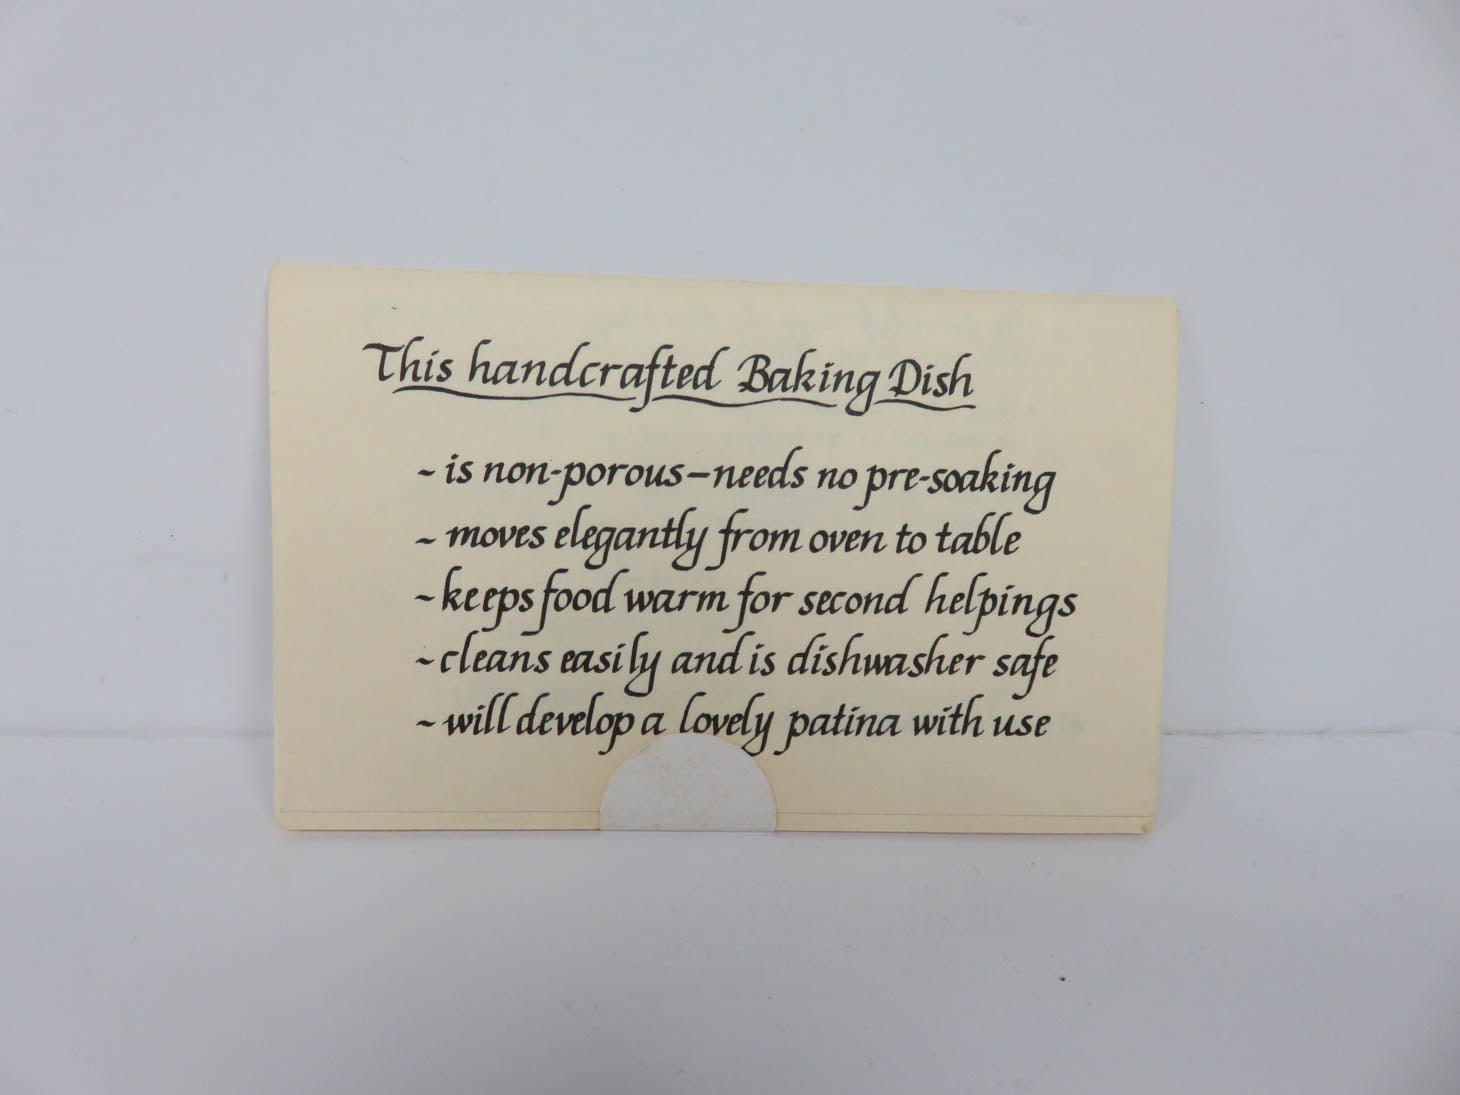 This handcrafted Baking Dish
~ is non-porous–needs no pre-soaking
~ moves elegantly from oven to table
~ keeps food warm for second helpings
~ cleans easily and is dishwasher safe
~ will develop a lovely patina with use